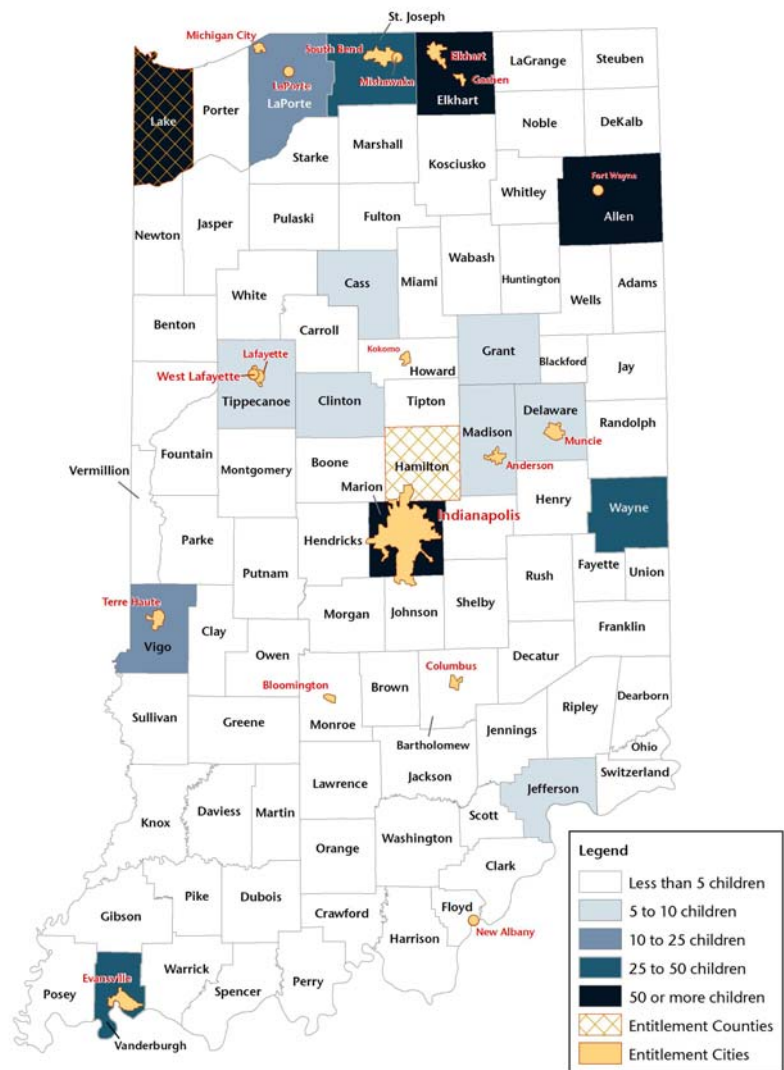 St. Joseph
Michigan City
South Bend
Elkhart
LaGrange
Steuben
LaPorte
Mishawaka
Goshen
Lake
Porter
LaPorte
Elkhart
Noble
DeKalb
Starke
Marshall
Kosciusko
Whitley
Fort Wayne
Allen
Newton
Jasper
Pulaski
Fulton
Wabash
Huntington
Cass
Miami
Wells
Adams
White
Benton
Carroll
Kokomo
Howard
Grant
Blackford
Jay
Lafayette
West Lafayette
Tippecanoe
Clinton
Tipton
Madison
Delaware
Muncie
Randolph
Fountain
Vermillion
Montgomery
Boone
Hamilton
Anderson
Marion
Indianapolis
Henry
Wayne
Parke
Hendricks
Putnam
Rush
Fayette
Union
Terre Haute
Vigo
Clay
Morgan
Johnson
Shelby
Franklin
Owen
Decatur
Bloomington
Brown
Columbus
Sullivan
Greene
Monroe
Bartholomew
Jennings
Ripley
Dearborn
Ohio
Switzerland
Jackson
Lawrence
Jefferson
Knox
Daviess
Martin
Scott
Washington
Orange
Clark
Pike
Dubois
Gibson
Crawford
Floyd
New Albany
Harrison
Evansville
Warrick
Perry
Posey
Spencer
Vanderburgh
Legend
Less than 5 children
5 to 10 children
10 to 25 children
25 to 50 children
50 or more children
Entitlement Counties
Entitlement Cities